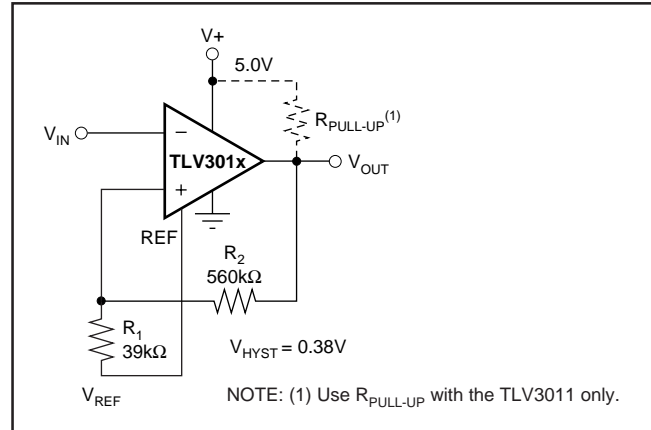 V+
5.0V
R_PULL-UP^(1)
V_IN
−
TLV301x
V_OUT
+
REF
R_2
560kΩ
R_1
39kΩ
V_HYST = 0.38V
V_REF
NOTE: (1) Use R_PULL-UP with the TLV3011 only.